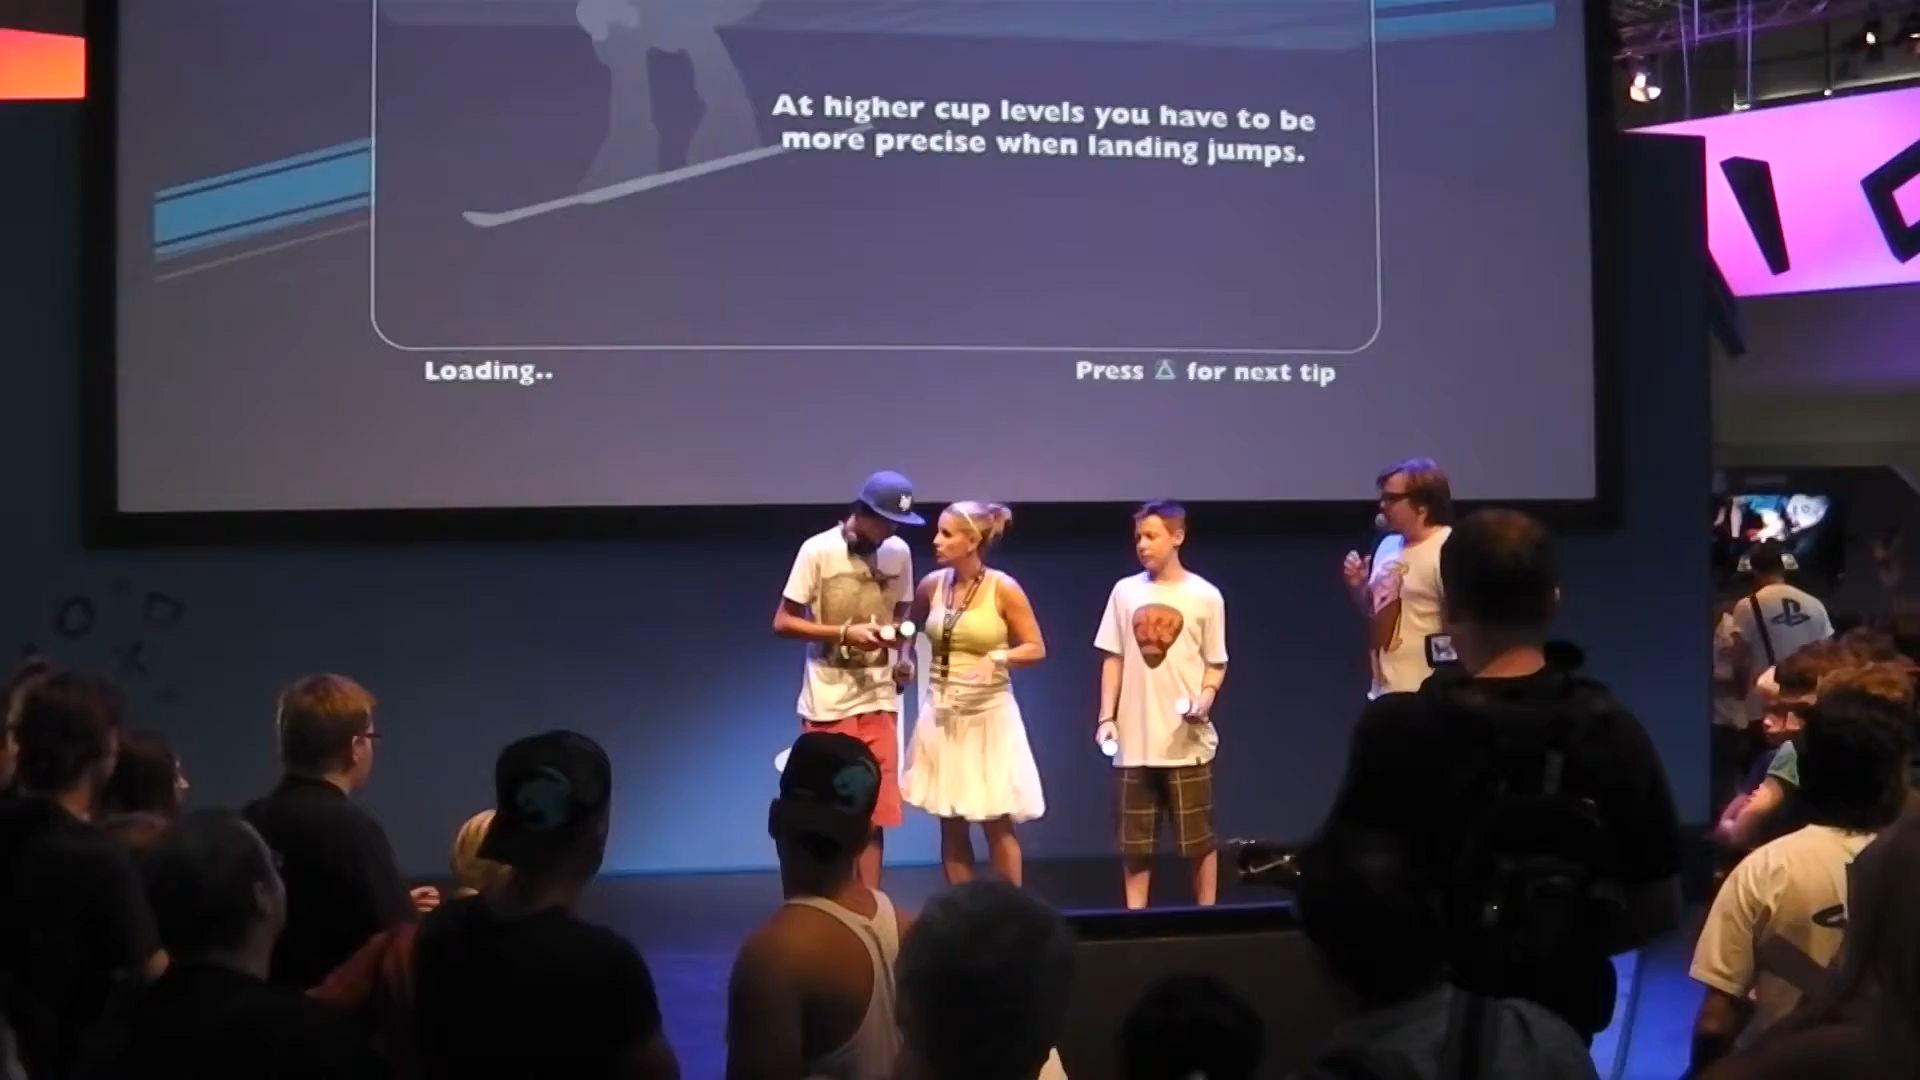 At higher cup levels you have to be
more precise when landing jumps.
Loading..
Press △ for next tip